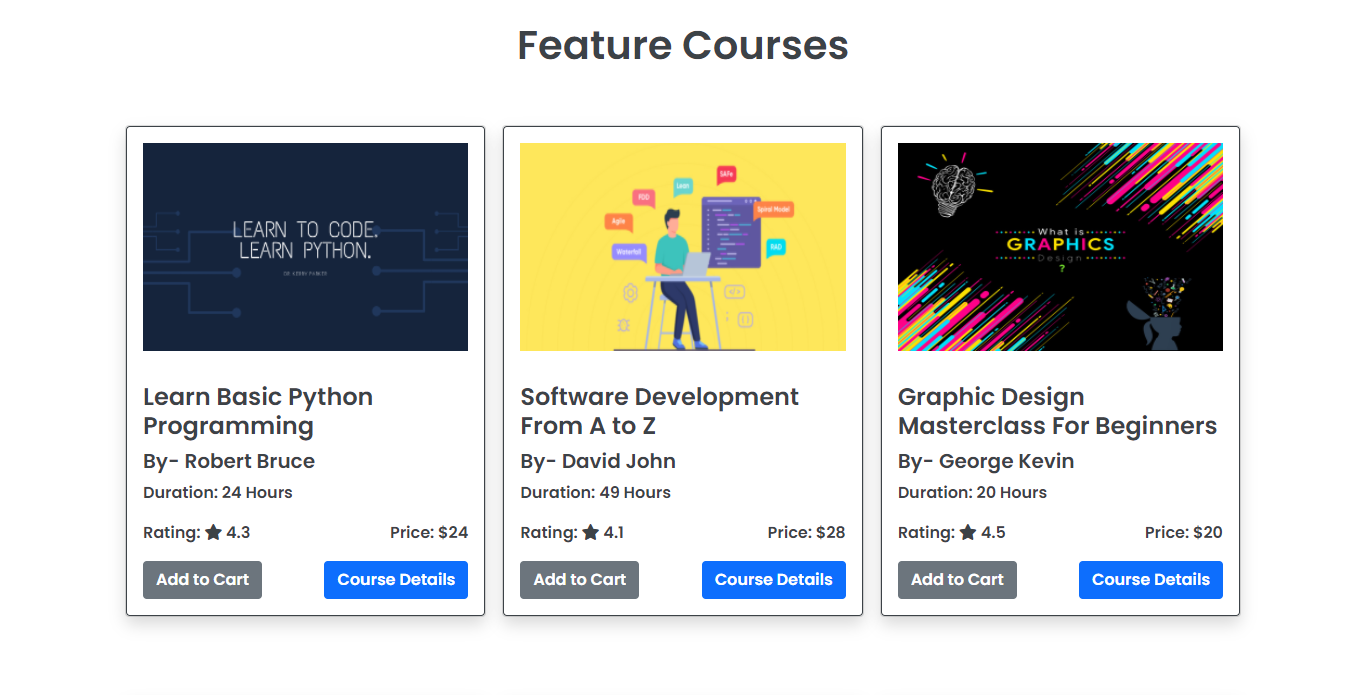 Feature Courses
LEARN TO CODE.
LEARN PYTHON.
SAFe
Lean
FDD
Spiral Model
Agile
RAD
Waterfall
What is
GRAPHICS
Design
?
Learn Basic Python
Programming
By- Robert Bruce
Duration: 24 Hours
Rating: ★ 4.3
Price: $24
Add to Cart
Course Details
Software Development
From A to Z
By- David John
Duration: 49 Hours
Rating: ★ 4.1
Price: $28
Add to Cart
Course Details
Graphic Design
Masterclass For Beginners
By- George Kevin
Duration: 20 Hours
Rating: ★ 4.5
Price: $20
Add to Cart
Course Details